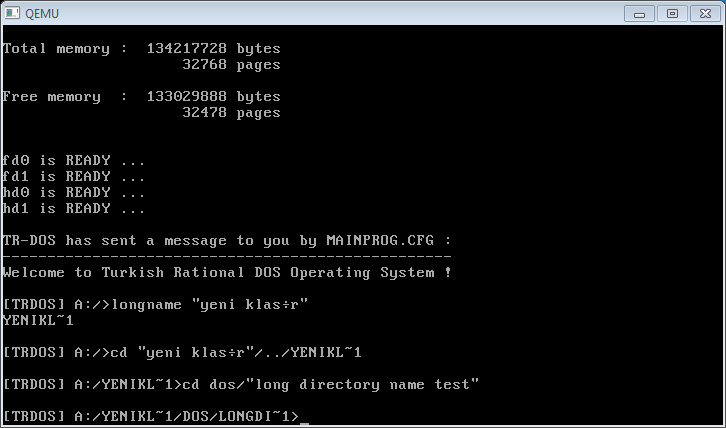 QEMU
Total memory :  134217728 bytes
                    32768 pages
Free memory  :  133029888 bytes
                    32478 pages
fd0 is READY ...
fd1 is READY ...
hd0 is READY ...
hd1 is READY ...
TR-DOS has sent a message to you by MAINPROG.CFG :
--------------------------------------------------
Welcome to Turkish Rational DOS Operating System !
[TRDOS] A:/>longname "yeni klas÷r"
YENIKL~1
[TRDOS] A:/>cd "yeni klas÷r"/../YENIKL~1
[TRDOS] A:/YENIKL~1>cd dos/"long directory name test"
[TRDOS] A:/YENIKL~1/DOS/LONGDI~1>_